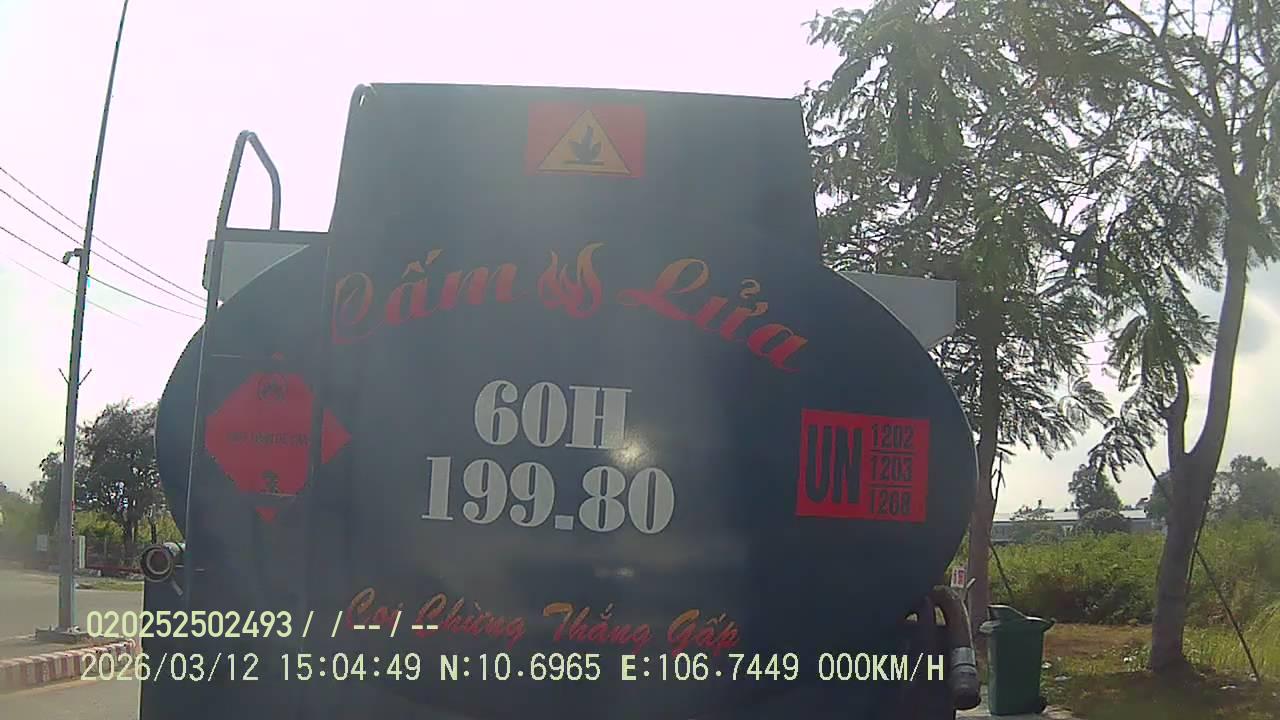 Cấm Lửa
60H
199.80
UN
1202
1203
1268
Coi Chừng Thắng Gấp
020252502493 /  / -- / --
2026/03/12 15:04:49 N:10.6965 E:106.7449 000KM/H